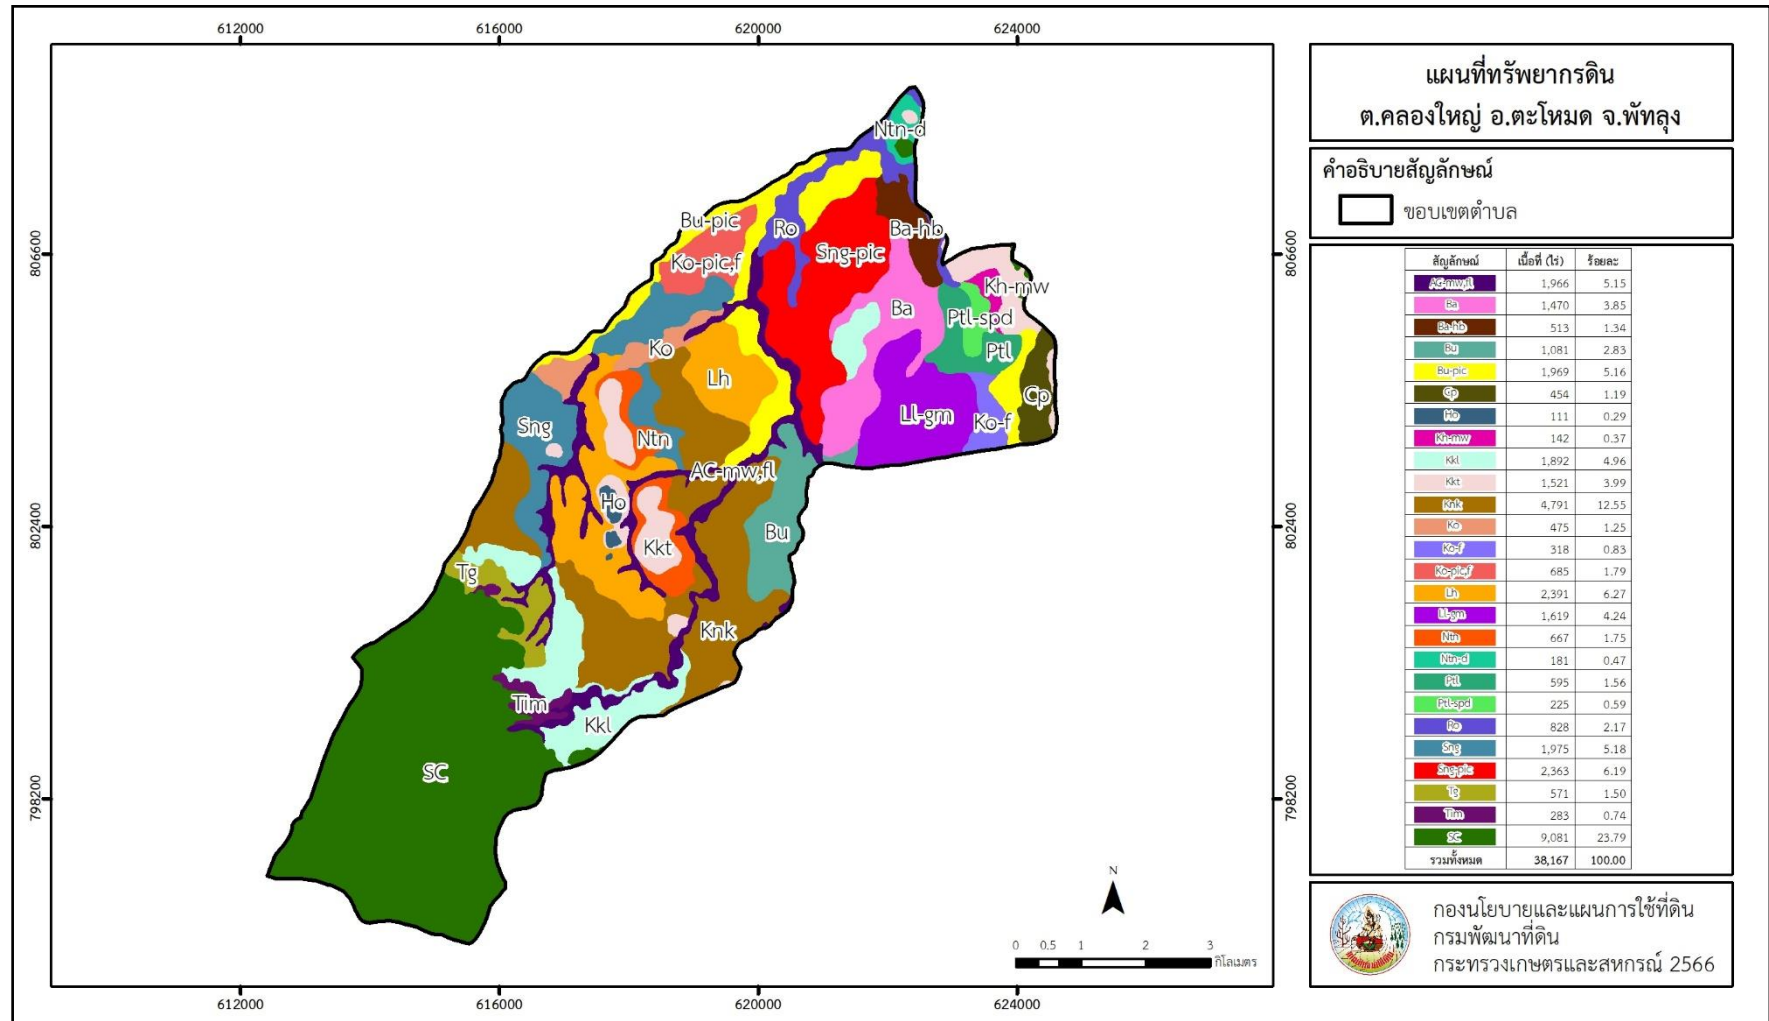 612000 616000 620000 624000
แผนที่ทรัพยากรดิน
ต.คลองใหญ่ อ.ตะโหมด จ.พัทลุง
คำอธิบายสัญลักษณ์
ขอบเขตตำบล
Ntn-d
Bu-pic
Ro
Ba-hb
806600
Sng-pic
806600
Ko-pic,f
Kh-mw
Ba
Ptl-spd
Ko
Ptl
Lh
Cp
Ll-gm
Ko-f
Sng
Ntn
AC-mw,fl
Ho
802400
Bu
802400
Kkt
Tg
Knk
Tim
Kkl
SC
798200
798200
N
0 0.5 1 2 3
กิโลเมตร
612000 616000 620000 624000
สัญลักษณ์ เนื้อที่ (ไร่) ร้อยละ
AC-mw,fl 1,966 5.15
Ba 1,470 3.85
Ba-hb 513 1.34
Bu 1,081 2.83
Bu-pic 1,969 5.16
Cp 454 1.19
Ho 111 0.29
Kh-mw 142 0.37
Kkl 1,892 4.96
Kkt 1,521 3.99
Knk 4,791 12.55
Ko 475 1.25
Ko-f 318 0.83
Ko-pic,f 685 1.79
Lh 2,391 6.27
Ll-gm 1,619 4.24
Ntn 667 1.75
Ntn-d 181 0.47
Ptl 595 1.56
Ptl-spd 225 0.59
Ro 828 2.17
Sng 1,975 5.18
Sng-pic 2,363 6.19
Tg 571 1.50
Tim 283 0.74
SC 9,081 23.79
รวมทั้งหมด 38,167 100.00
กองนโยบายและแผนการใช้ที่ดิน
กรมพัฒนาที่ดิน
กระทรวงเกษตรและสหกรณ์ 2566